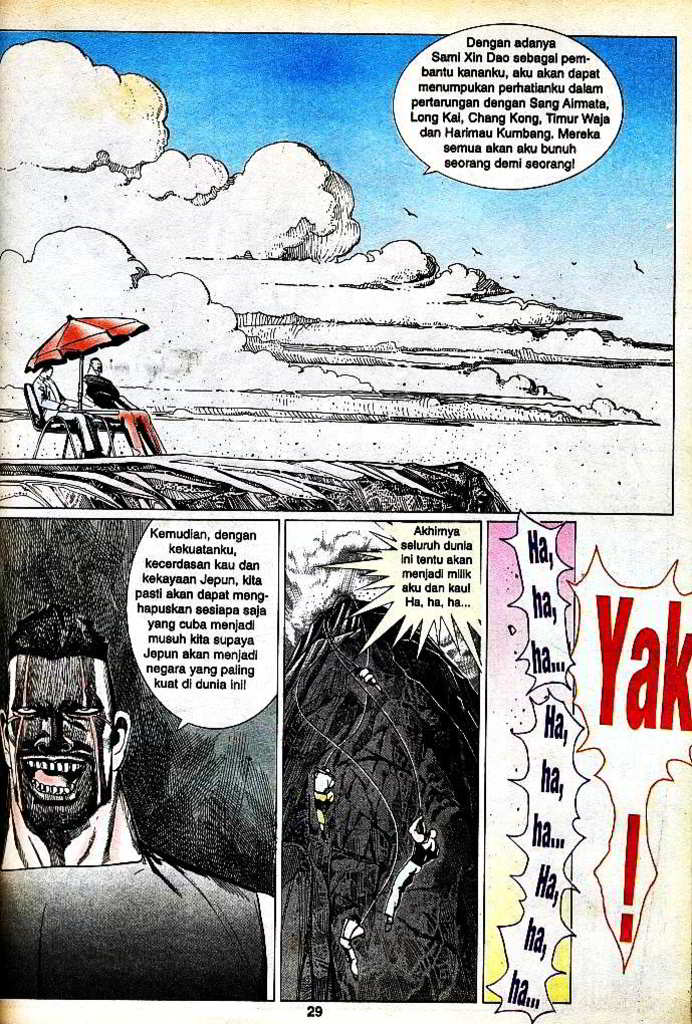 Dengan adanya
Sami Xin Dao sebagai pem-
bantu kananku, aku akan dapat
menumpukan perhatianku dalam
pertarungan dengan Sang Airmata,
Long Kai, Chang Kong, Timur Waja
dan Harimau Kumbang. Mereka
semua akan aku bunuh
seorang demi seorang!
Kemudian, dengan
kekuatanku,
kecerdasan kau dan
kekayaan Jepun, kita
pasti akan dapat meng-
hapuskan sesiapa saja
yang cuba menjadi
musuh kita supaya
Jepun akan menjadi
negara yang paling
kuat di dunia ini!
Akhirnya
seluruh dunia
ini tentu akan
menjadi milik
aku dan kau!
Ha, ha, ha...
Ha,
ha,
ha...
Ha,
ha,
ha...
Ha,
ha,
ha...
Yak
!
29